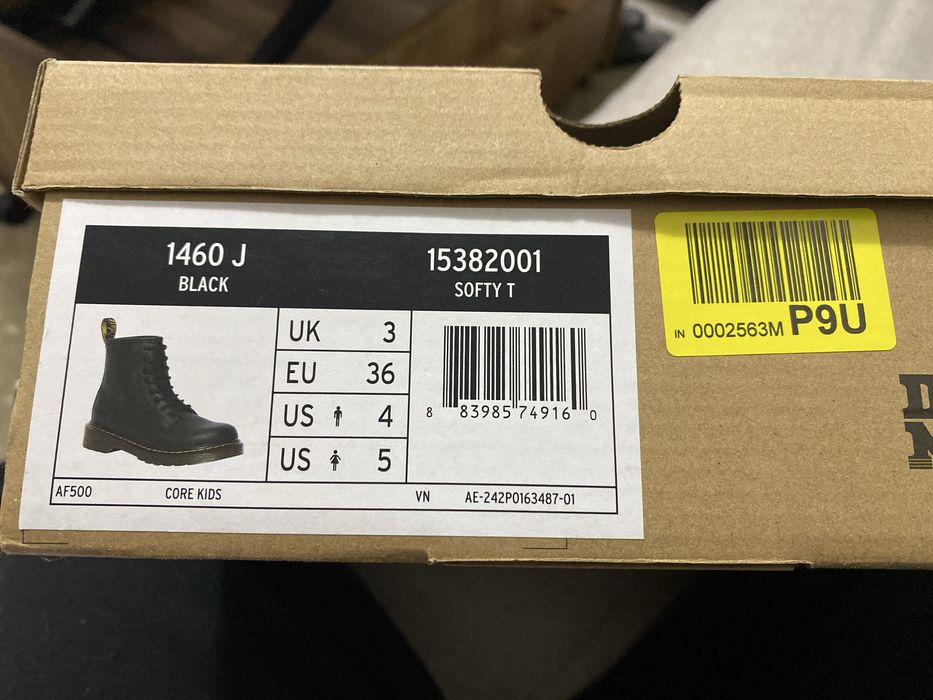 1460 J
BLACK
15382001
SOFTY T
UK 3
EU 36
US 4
US 5
8 83985 74916 0
AF500 CORE KIDS VN AE-242P0163487-01
IN 0002563M P9U